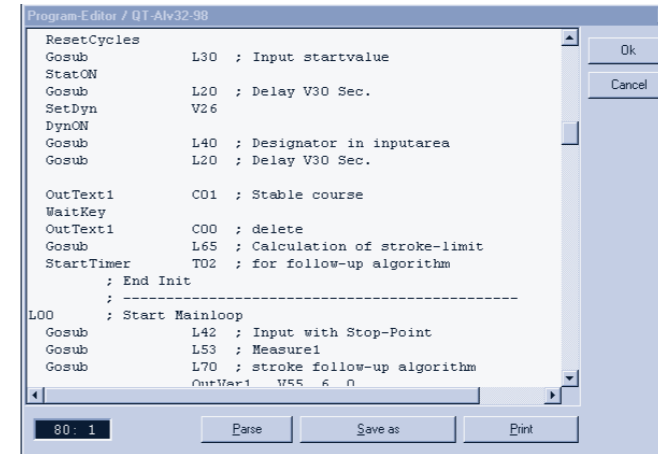 Program-Editor / QT-Alv32-98
ResetCycles
Gosub L30 ; Input startvalue
StatON
Gosub L20 ; Delay V30 Sec.
SetDyn V26
DynON
Gosub L40 ; Designator in inputarea
Gosub L20 ; Delay V30 Sec.
OutText1 C01 ; Stable course
WaitKey
OutText1 C00 ; delete
Gosub L65 ; Calculation of stroke-limit
StartTimer T02 ; for follow-up algorithm
; End Init
; -------------------------------------------------
L00 ; Start Mainloop
Gosub L42 ; Input with Stop-Point
Gosub L53 ; Measure1
Gosub L70 ; stroke follow-up algorithm
OutVar1 V55 6 0
Ok
Cancel
80: 1
Parse
Save as
Print